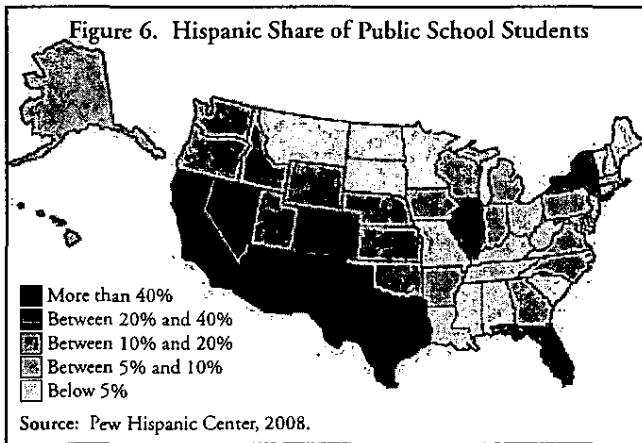 Figure 6. Hispanic Share of Public School Students
More than 40%
Between 20% and 40%
Between 10% and 20%
Between 5% and 10%
Below 5%
Source: Pew Hispanic Center, 2008.